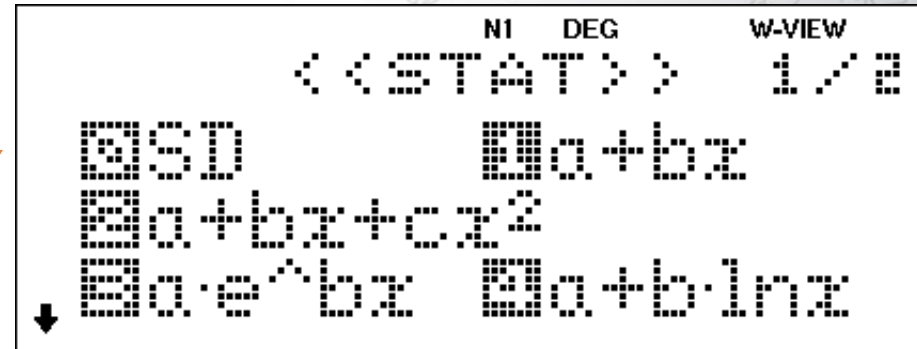 N1 DEG W-VIEW
<<STAT>> 1/2
0SD 1a+bx
2a+bx+cx²
3a·e^bx 4a+b·lnx